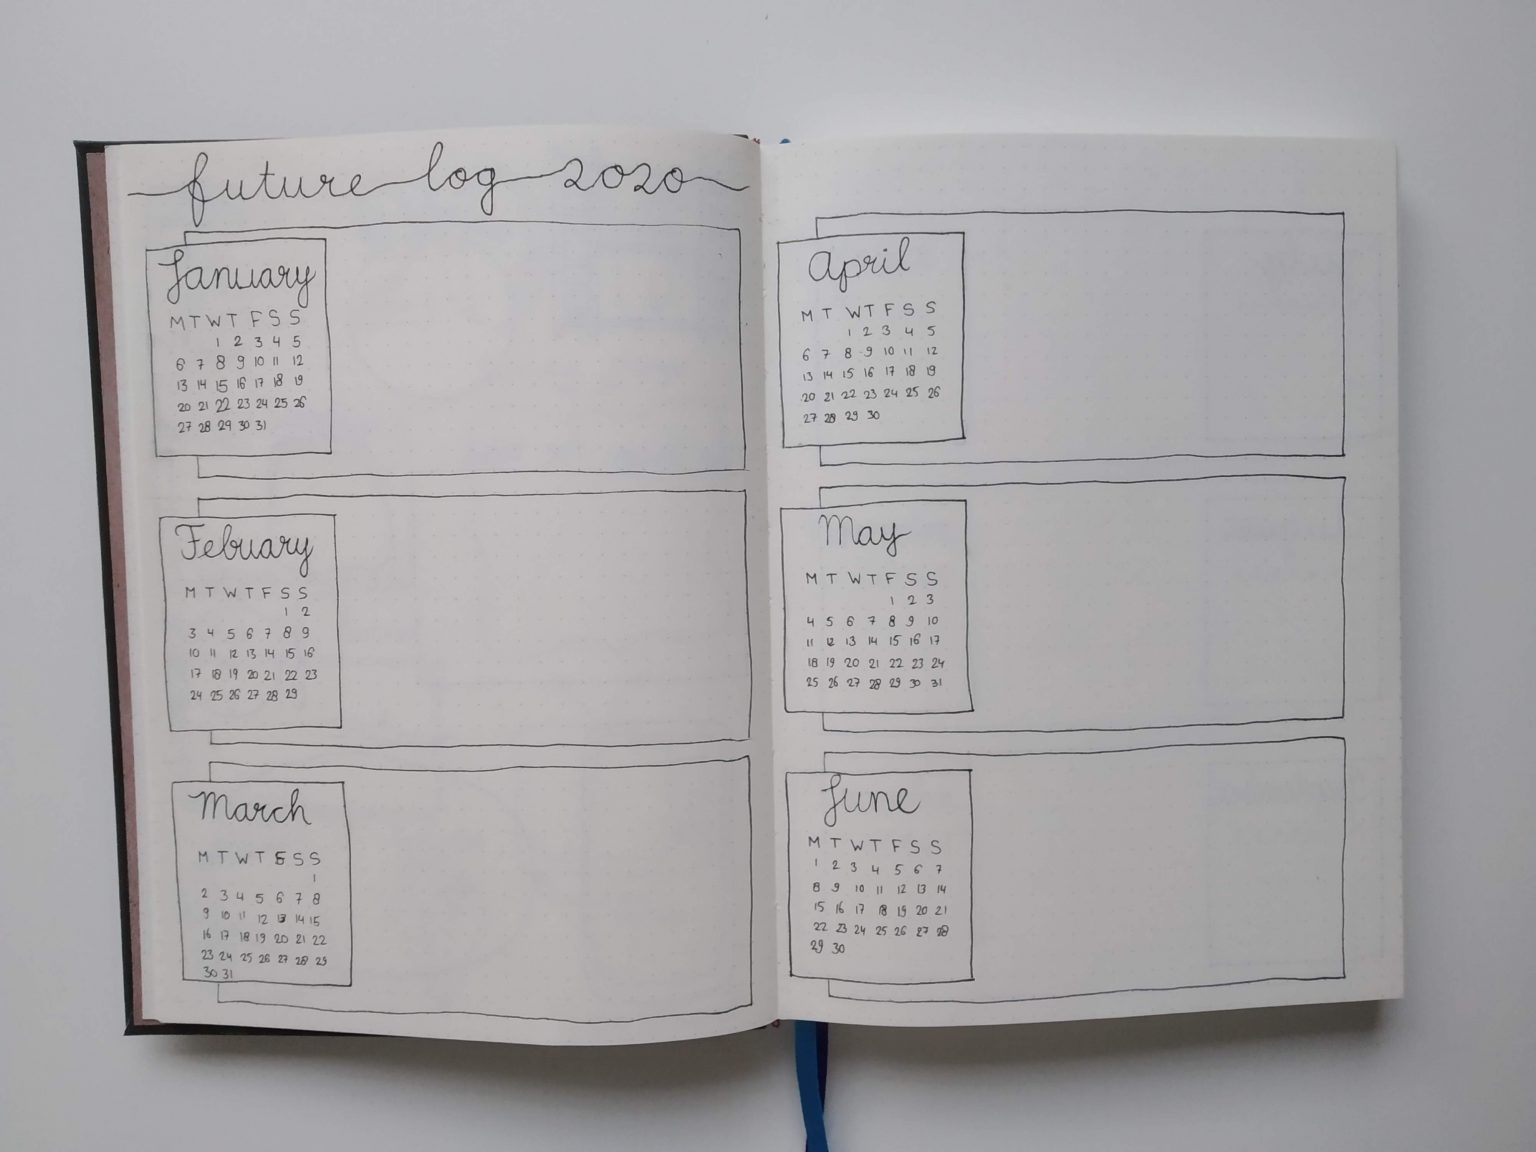 future log 2020
January
M T W T F S S
1 2 3 4 5
6 7 8 9 10 11 12
13 14 15 16 17 18 19
20 21 22 23 24 25 26
27 28 29 30 31
Febuary
M T W T F S S
1 2
3 4 5 6 7 8 9
10 11 12 13 14 15 16
17 18 19 20 21 22 23
24 25 26 27 28 29
March
M T W T F S S
1
2 3 4 5 6 7 8
9 10 11 12 13 14 15
16 17 18 19 20 21 22
23 24 25 26 27 28 29
30 31
April
M T W T F S S
1 2 3 4 5
6 7 8 9 10 11 12
13 14 15 16 17 18 19
20 21 22 23 24 25 26
27 28 29 30
May
M T W T F S S
1 2 3
4 5 6 7 8 9 10
11 12 13 14 15 16 17
18 19 20 21 22 23 24
25 26 27 28 29 30 31
June
M T W T F S S
1 2 3 4 5 6 7
8 9 10 11 12 13 14
15 16 17 18 19 20 21
22 23 24 25 26 27 28
29 30